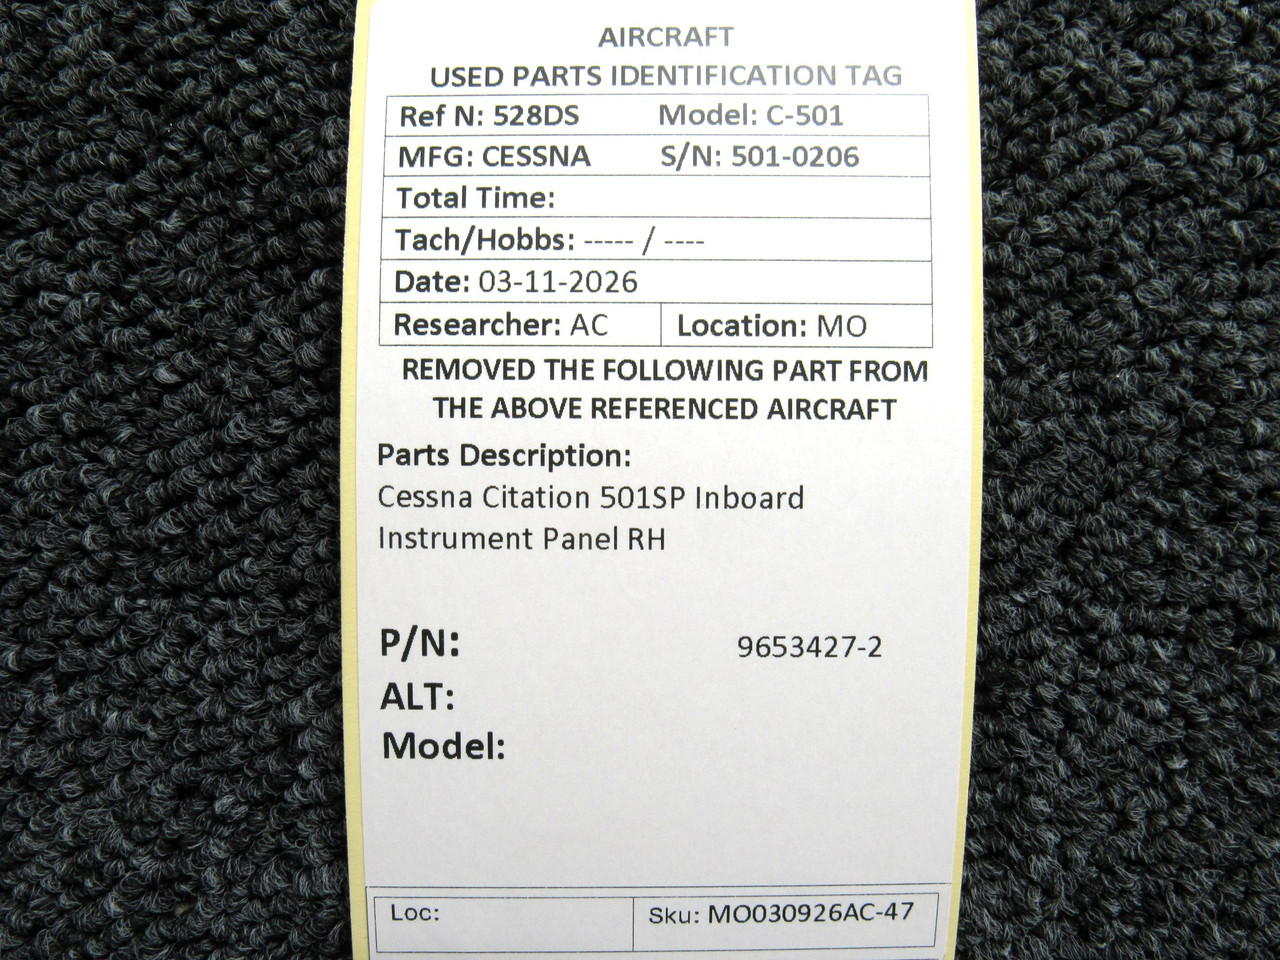 AIRCRAFT
USED PARTS IDENTIFICATION TAG
Ref N: 528DS Model: C-501
MFG: CESSNA S/N: 501-0206
Total Time:
Tach/Hobbs: ----- / ----
Date: 03-11-2026
Researcher: AC Location: MO
REMOVED THE FOLLOWING PART FROM
THE ABOVE REFERENCED AIRCRAFT
Parts Description:
Cessna Citation 501SP Inboard
Instrument Panel RH
P/N: 9653427-2
ALT:
Model:
Loc: Sku: MO030926AC-47